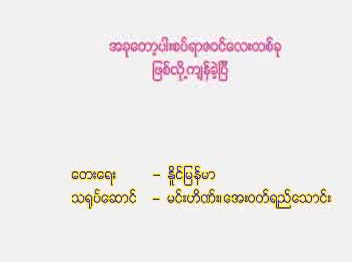 အခုတော့ပါးစပ်ရာဇဝင်လေးတစ်ခု
ဖြစ်လို့ကျန်ခဲ့ပြီ
တေးရေး – နိူင်မြန်မာ
သရုပ်ဆောင် – မင်းဟိဏ်း၊အေးဝတ်ရည်သောင်း